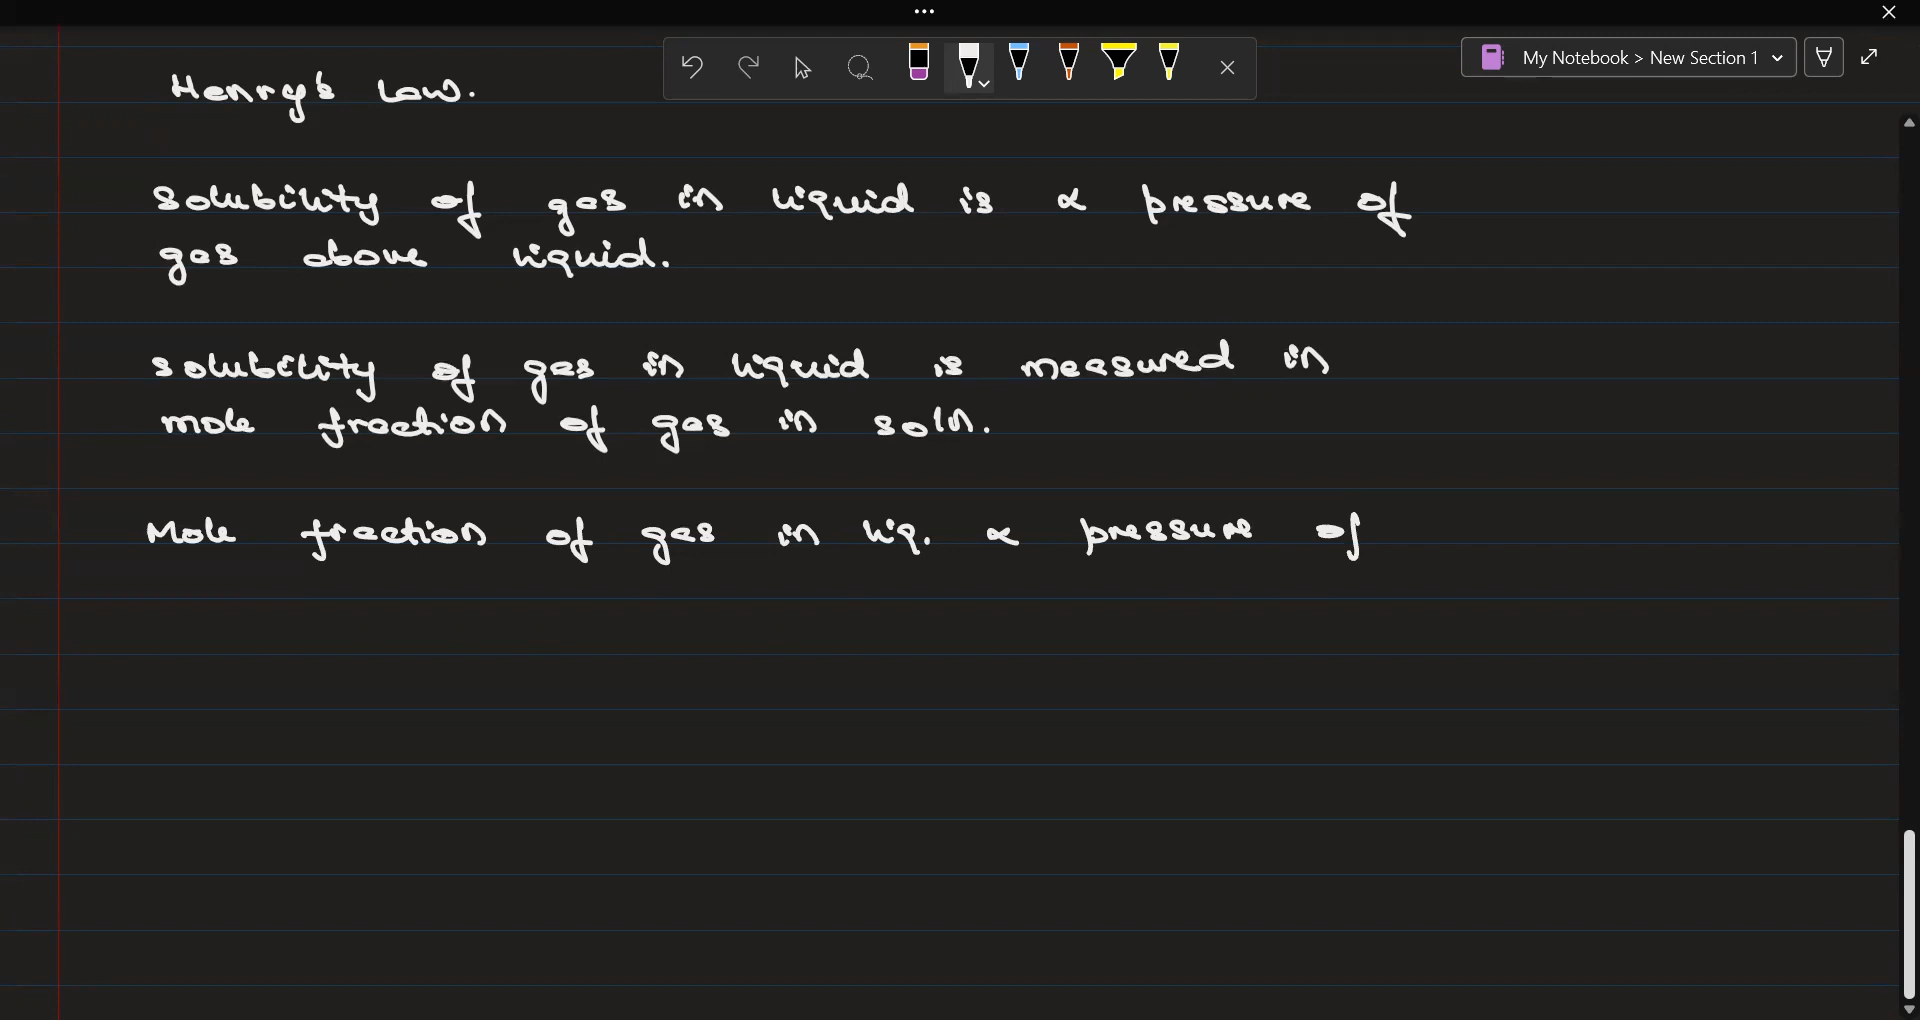 My Notebook > New Section 1
Henry's Law.
Solubility of gas in liquid is ∝ pressure of
gas above liquid.
Solubility of gas in liquid is measured in
mole fraction of gas in soln.
Mole fraction of gas in liq. ∝ pressure of